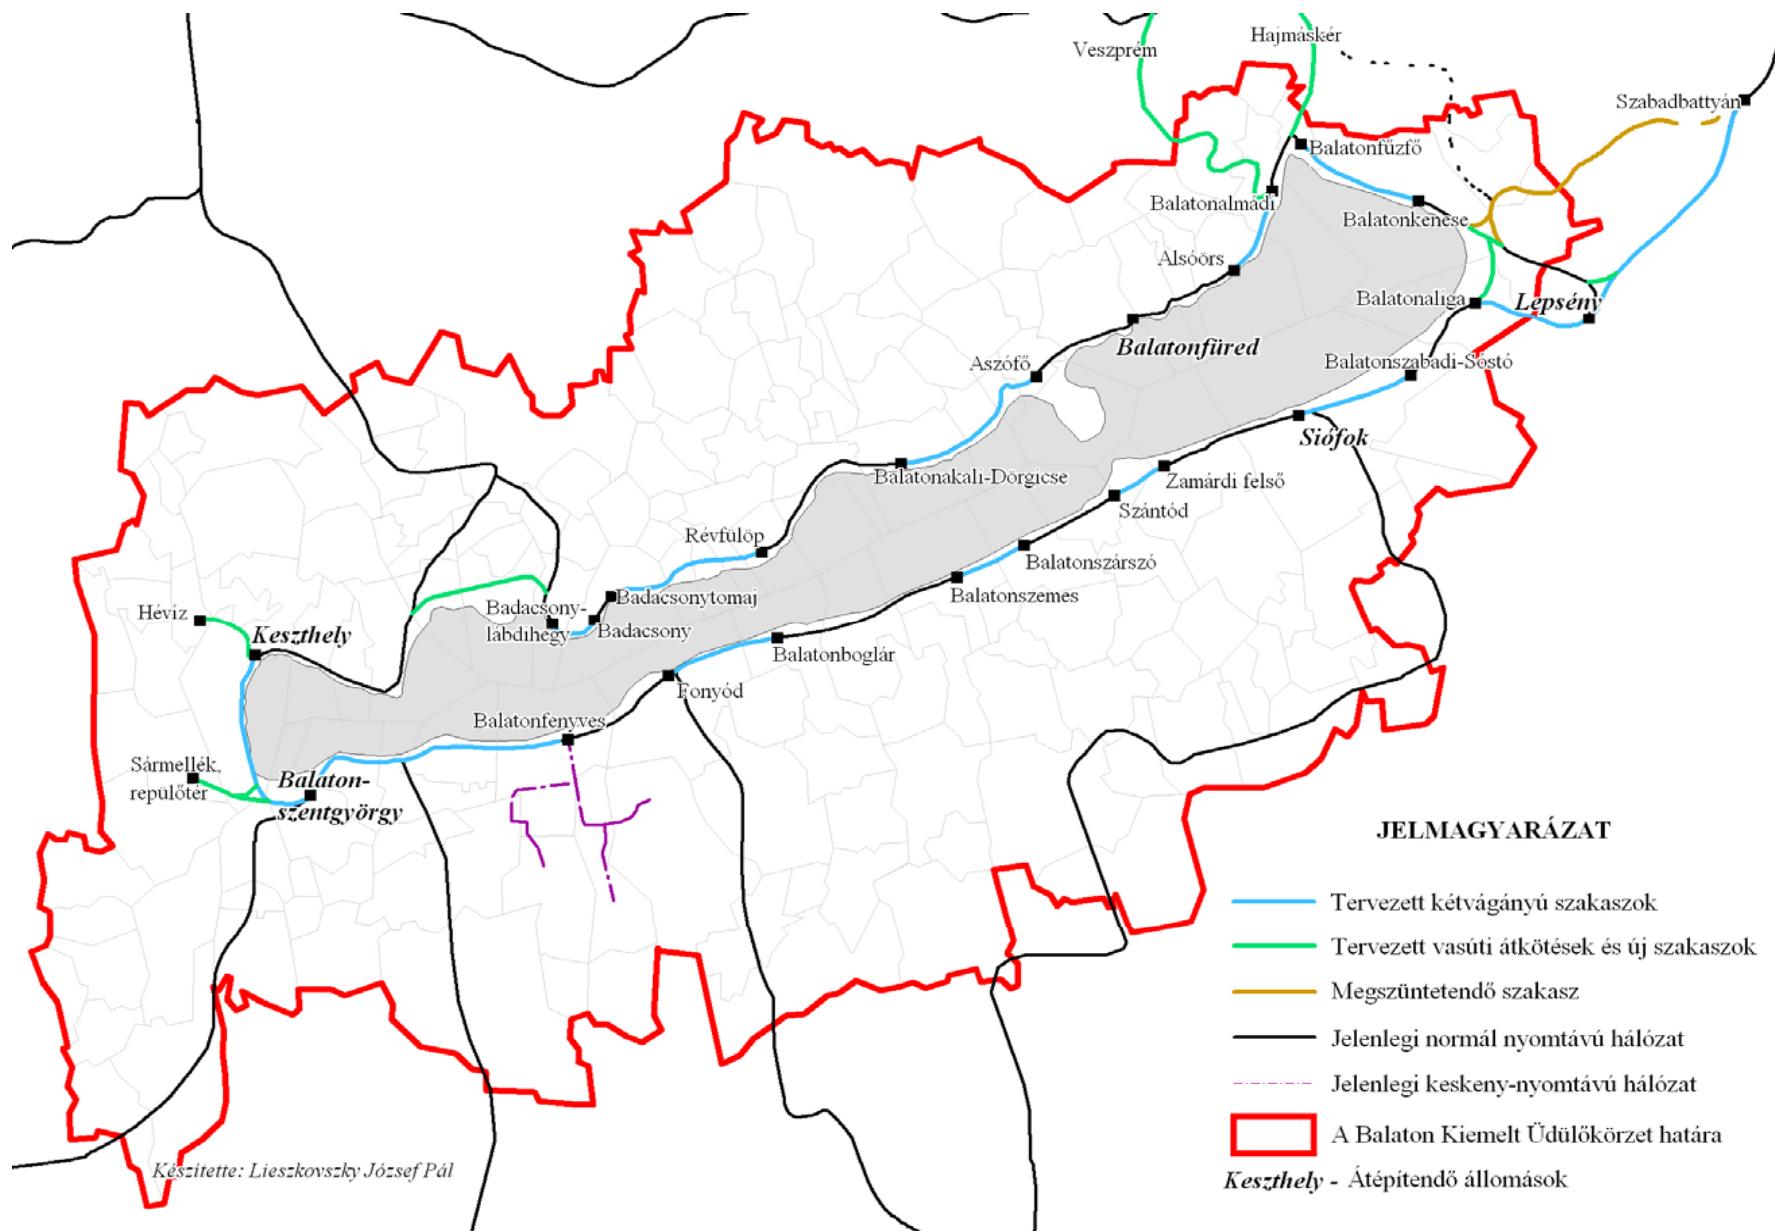 Hajmáskér
Veszprém
Szabadbattyán
Balatonfűzfő
Balatonalmádi
Balatonkenese
Alsóörs
Balatonaliga
Lepsény
Balatonfüred
Balatonszabadi-Sóstó
Aszófő
Siófok
Balatonakali-Dörgicse
Zamárdi felső
Szántód
Révfülöp
Balatonszárszó
Balatonszemes
Badacsonytomaj
Badacsony-
lábdihegy
Badacsony
Hévíz
Keszthely
Balatonboglár
Fonyód
Balatonfenyves
Sármellék,
repülőtér
Balaton-
szentgyörgy
JELMAGYARÁZAT
Tervezett kétvágányú szakaszok
Tervezett vasúti átkötések és új szakaszok
Megszüntetendő szakasz
Jelenlegi normál nyomtávú hálózat
Jelenlegi keskeny-nyomtávú hálózat
A Balaton Kiemelt Üdülőkörzet határa
Keszthely - Átépítendő állomások
Készítette: Lieszkovszky József Pál